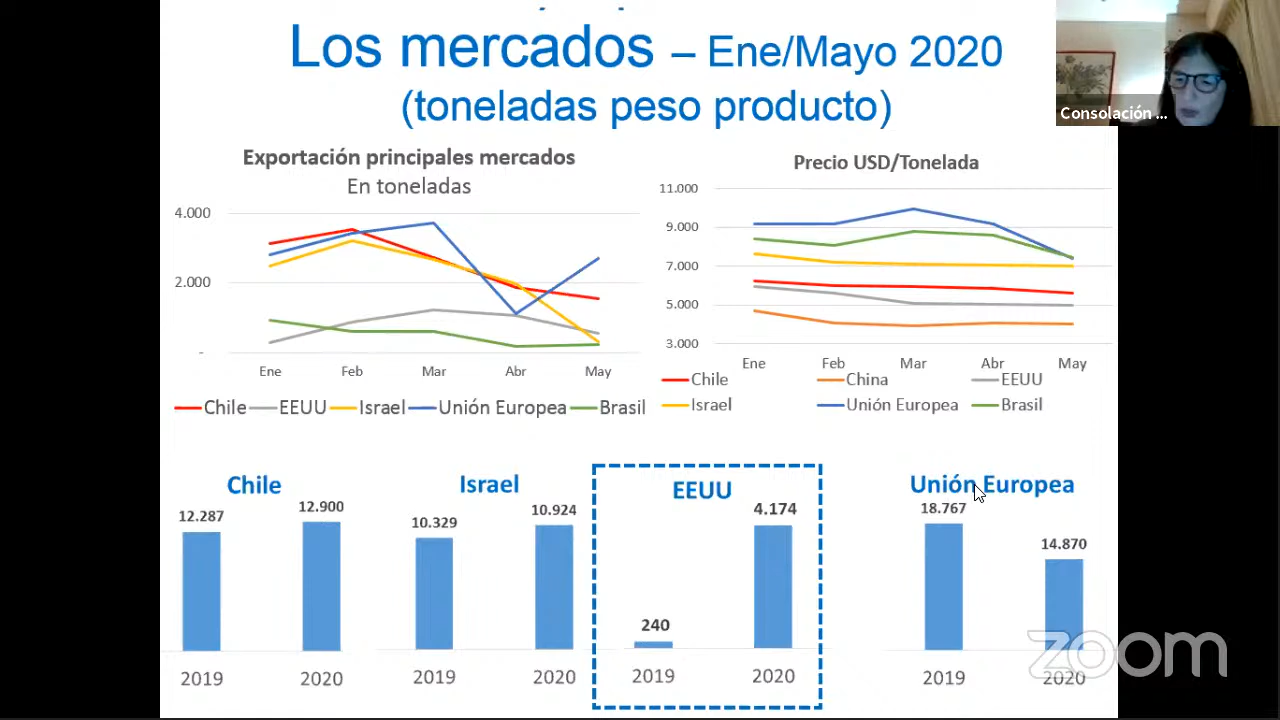 Los mercados – Ene/Mayo 2020
(toneladas peso producto)
Consolación ...
Exportación principales mercados
En toneladas
4.000
2.000
-
Ene Feb Mar Abr May
Chile EEUU Israel Unión Europea Brasil
Precio USD/Tonelada
11.000
9.000
7.000
5.000
3.000
Ene Feb Mar Abr May
Chile China EEUU
Israel Unión Europea Brasil
Chile
12.287 12.900
2019 2020
Israel
10.329 10.924
2019 2020
EEUU
240 4.174
2019 2020
Unión Europea
18.767 14.870
2019 2020
zoom